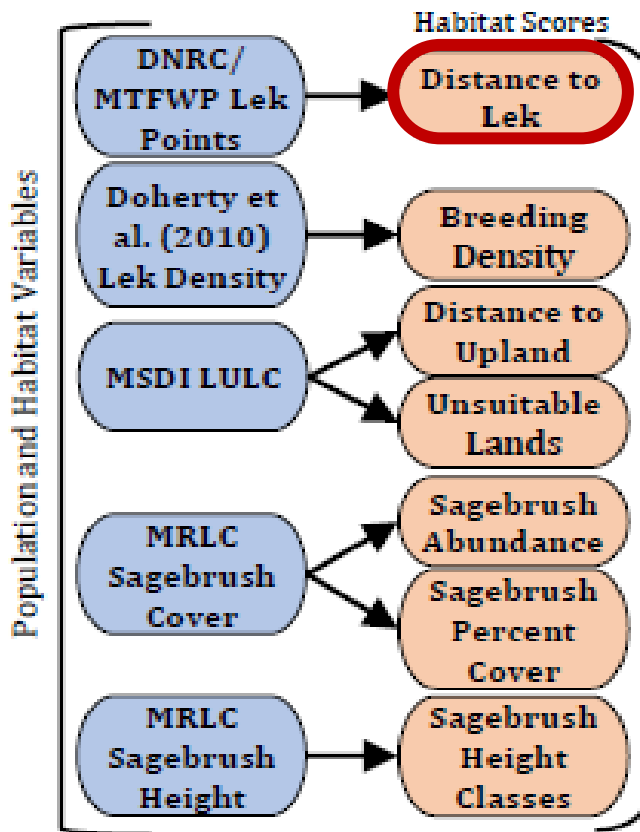 Habitat Scores
Population and Habitat Variables
DNRC/
MTFWP Lek
Points
Distance to
Lek
Doherty et
al. (2010)
Lek Density
Breeding
Density
MSDI LULC
Distance to
Upland
Unsuitable
Lands
MRLC
Sagebrush
Cover
Sagebrush
Abundance
Sagebrush
Percent
Cover
MRLC
Sagebrush
Height
Sagebrush
Height
Classes